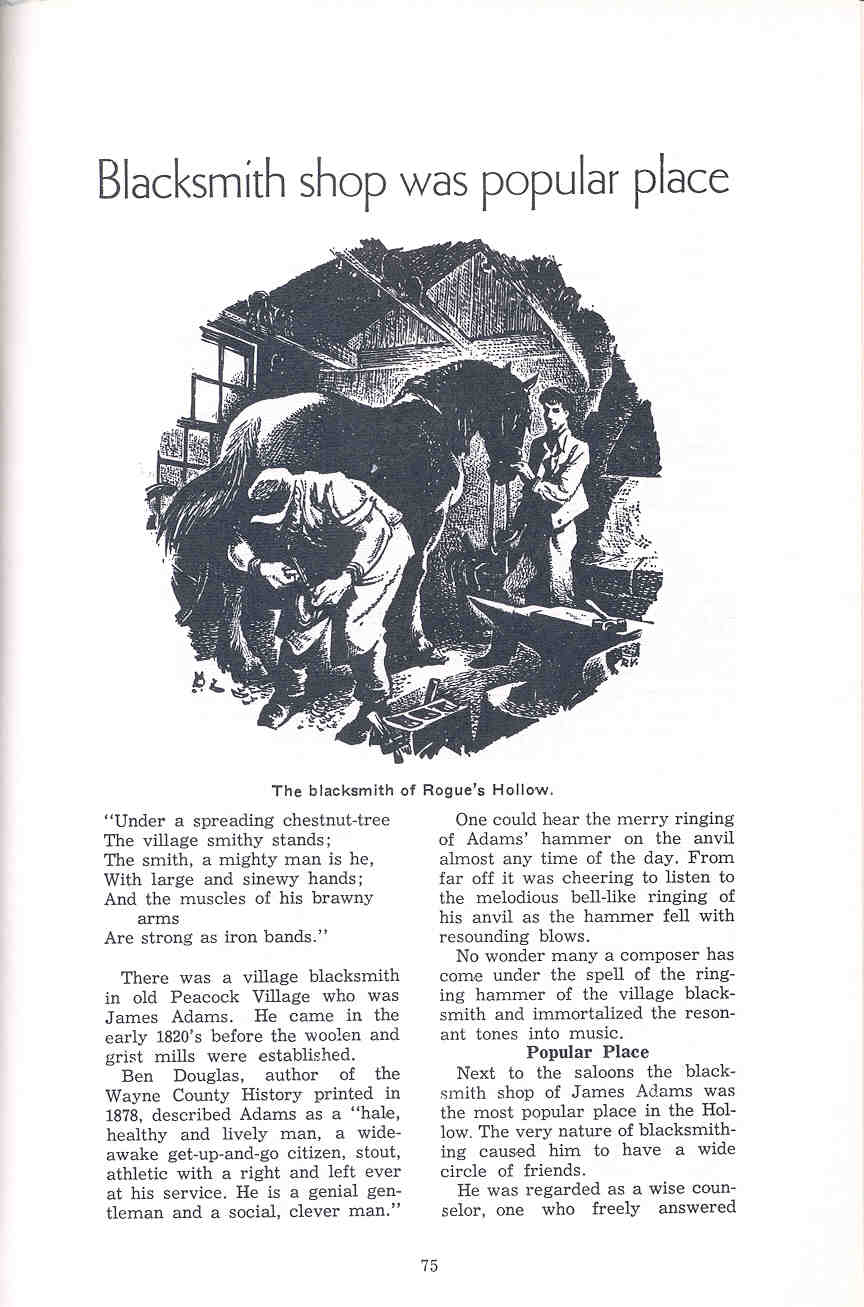 Blacksmith shop was popular place
RV
The blacksmith of Rogue's Hollow.
"Under a spreading chestnut-tree
The village smithy stands;
The smith, a mighty man is he,
With large and sinewy hands;
And the muscles of his brawny
arms
Are strong as iron bands."
There was a village blacksmith
in old Peacock Village who was
James Adams. He came in the
early 1820's before the woolen and
grist mills were established.
Ben Douglas, author of the
Wayne County History printed in
1878, described Adams as a "hale,
healthy and lively man, a wide-
awake get-up-and-go citizen, stout,
athletic with a right and left ever
at his service. He is a genial gen-
tleman and a social, clever man."
One could hear the merry ringing
of Adams' hammer on the anvil
almost any time of the day. From
far off it was cheering to listen to
the melodious bell-like ringing of
his anvil as the hammer fell with
resounding blows.
No wonder many a composer has
come under the spell of the ring-
ing hammer of the village black-
smith and immortalized the reson-
ant tones into music.
Popular Place
Next to the saloons the black-
smith shop of James Adams was
the most popular place in the Hol-
low. The very nature of blacksmith-
ing caused him to have a wide
circle of friends.
He was regarded as a wise coun-
selor, one who freely answered
75